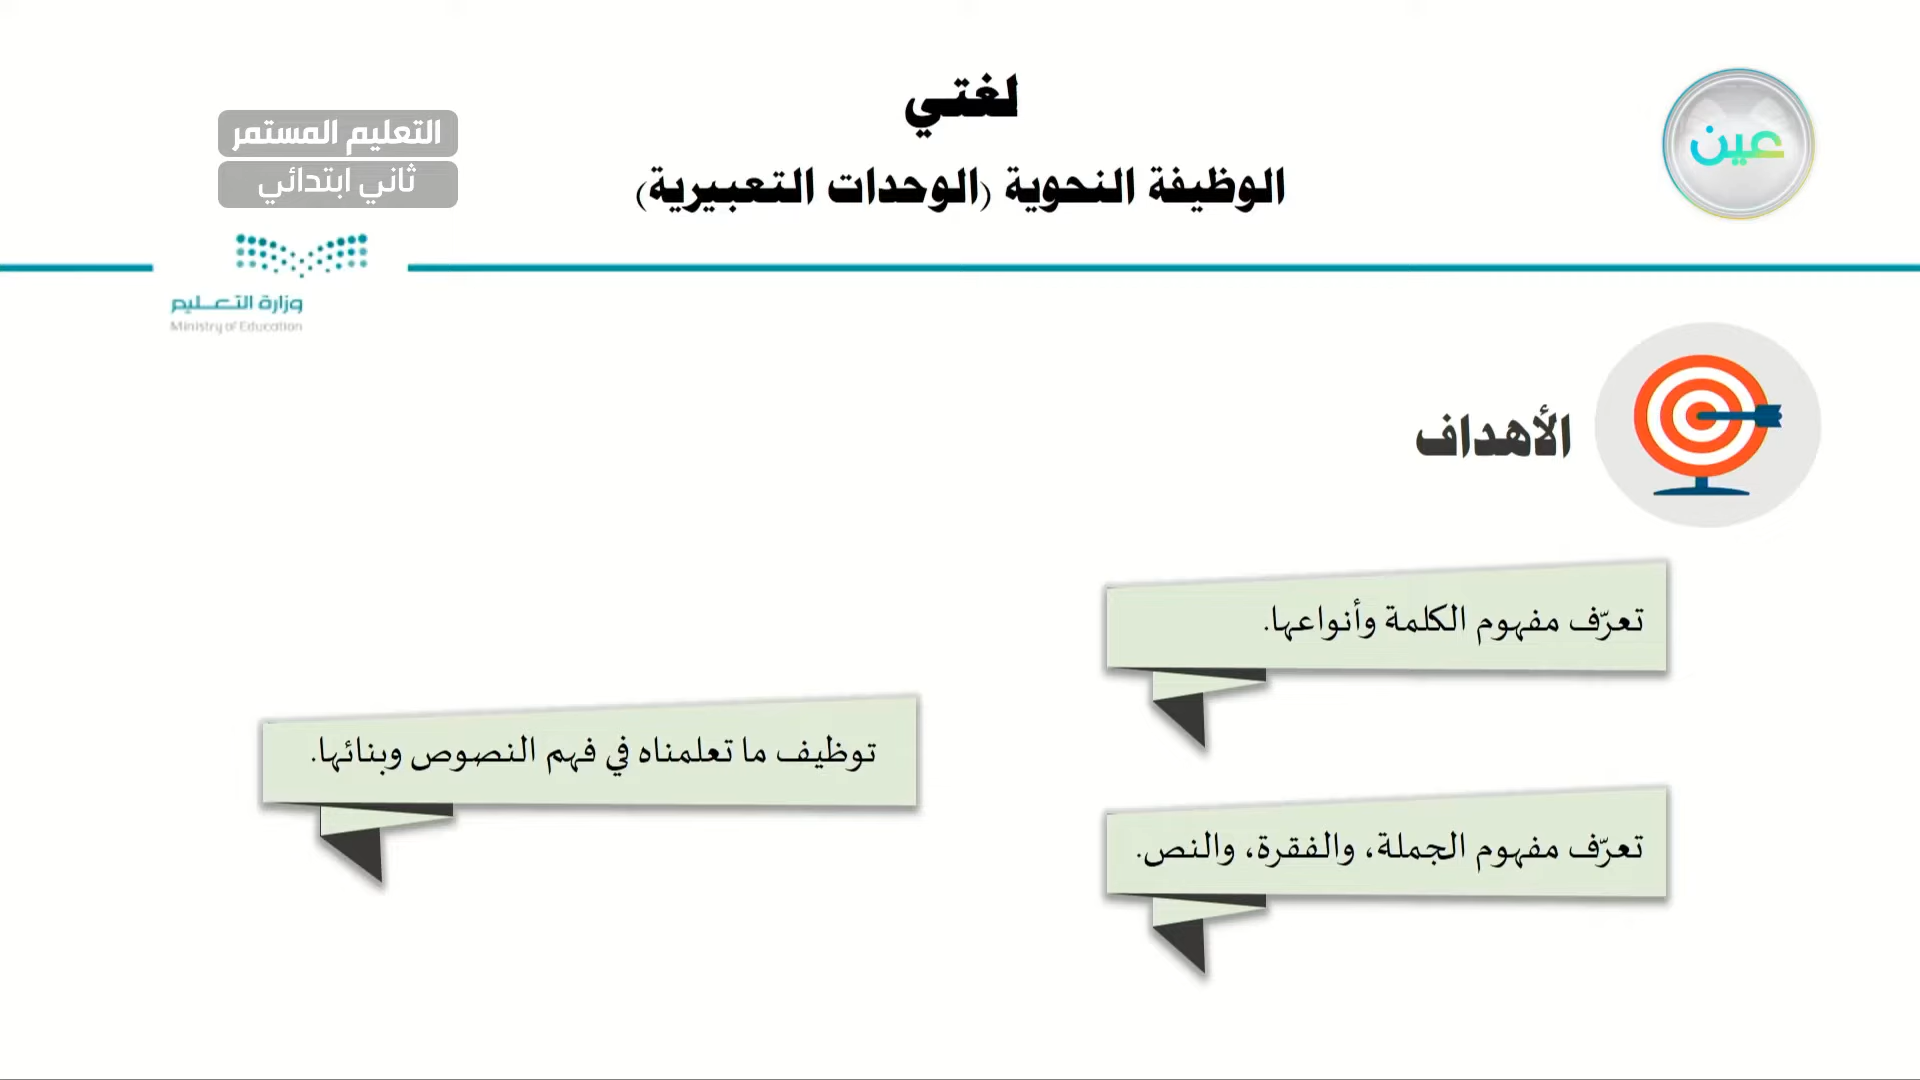 لغتي
الوظيفة النحوية (الوحدات التعبيرية)
عين
التعليم المستمر
ثاني ابتدائي
وزارة التعـليم
Ministry of Education
الأهداف
تعرّف مفهوم الكلمة وأنواعها.
تعرّف مفهوم الجملة، والفقرة، والنص.
توظيف ما تعلمناه في فهم النصوص وبنائها.